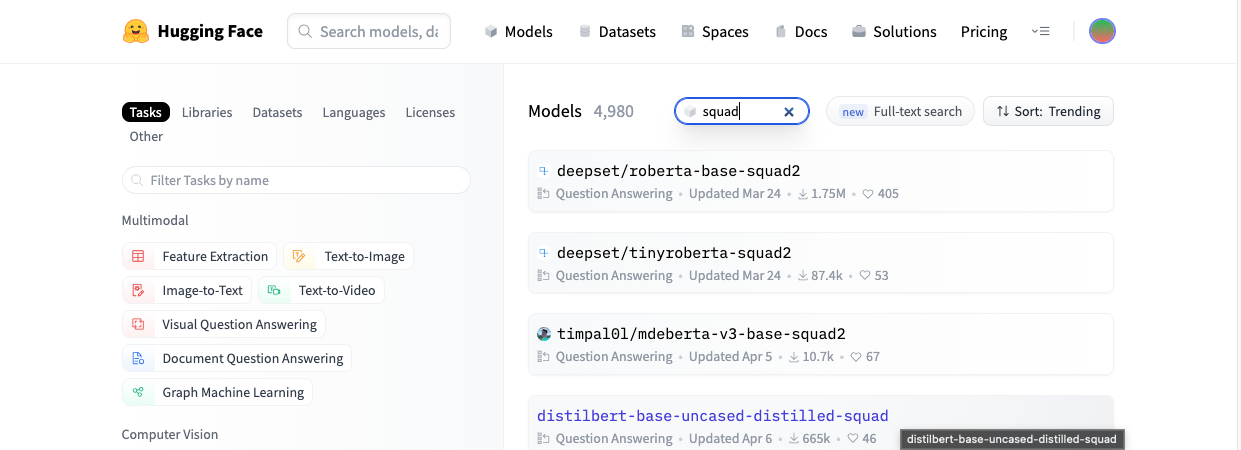 Hugging Face
Search models, da
Models
Datasets
Spaces
Docs
Solutions
Pricing
Tasks
Libraries
Datasets
Languages
Licenses
Other
Filter Tasks by name
Multimodal
Feature Extraction
Text-to-Image
Image-to-Text
Text-to-Video
Visual Question Answering
Document Question Answering
Graph Machine Learning
Computer Vision
Models 4,980
squad
new Full-text search
Sort: Trending
deepset/roberta-base-squad2
Question Answering • Updated Mar 24 • 1.75M • 405
deepset/tinyroberta-squad2
Question Answering • Updated Mar 24 • 87.4k • 53
timpal0l/mdeberta-v3-base-squad2
Question Answering • Updated Apr 5 • 10.7k • 67
distilbert-base-uncased-distilled-squad
Question Answering • Updated Apr 6 • 665k • 46
distilbert-base-uncased-distilled-squad